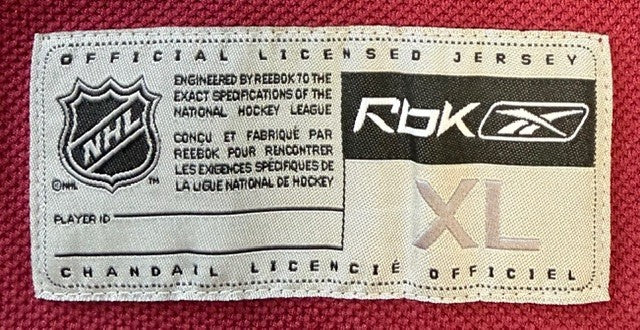 OFFICIAL LICENSED JERSEY
ENGINEERED BY REEBOK TO THE
EXACT SPECIFICATIONS OF THE
NATIONAL HOCKEY LEAGUE
CONCU ET FABRIQUÉ PAR
REEBOK POUR RENCONTRER
LES EXIGENCES SPÉCIFIQUES DE
LA LIGUE NATIONAL DE HOCKEY
NHL
©NHL
TM
PLAYER ID
Rbk
XL
CHANDAIL LICENCIÉ OFFICIEL